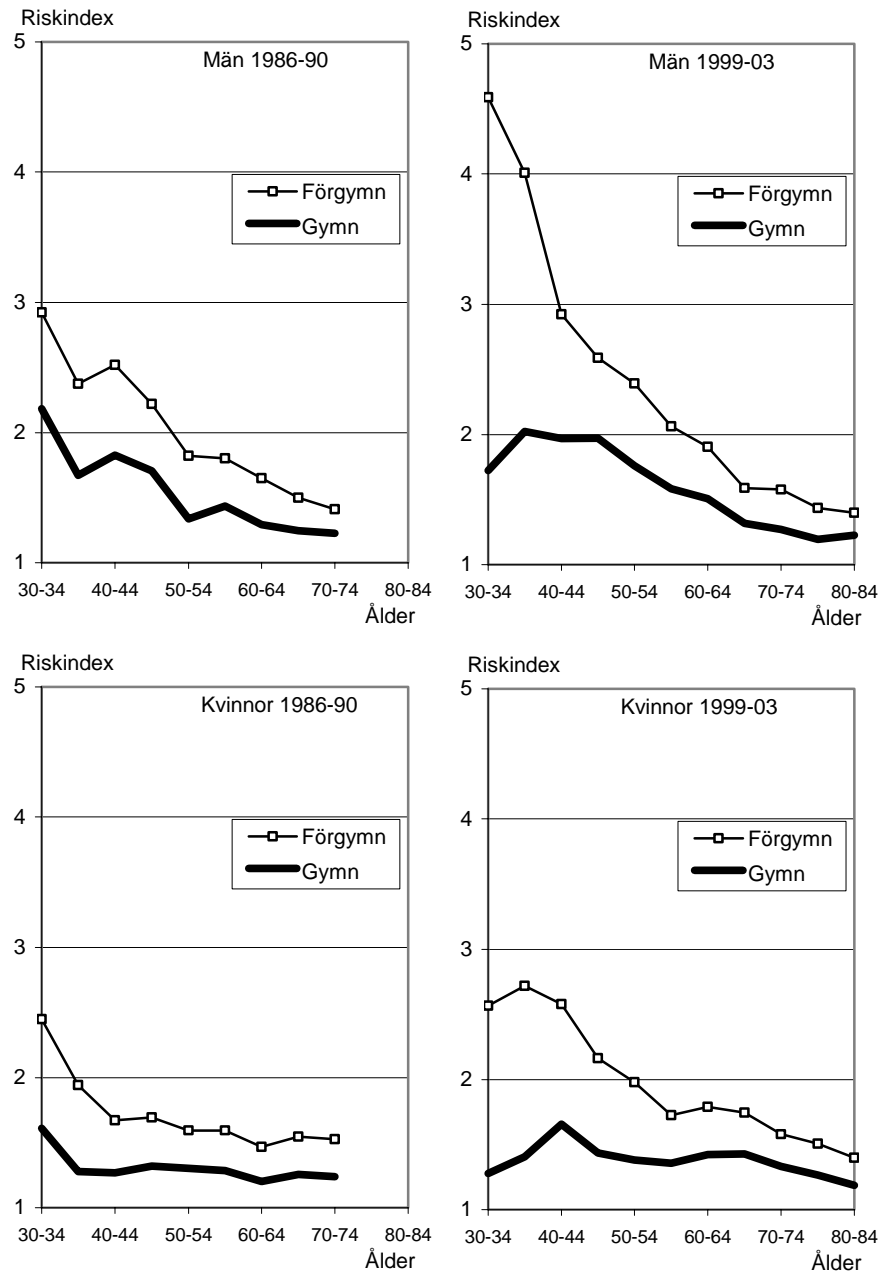 Riskindex
5
Män 1986-90
4
Förgymn
Gymn
3
2
1
30-34 40-44 50-54 60-64 70-74 80-84
Ålder
Riskindex
5
Män 1999-03
4
Förgymn
Gymn
3
2
1
30-34 40-44 50-54 60-64 70-74 80-84
Ålder
Riskindex
5
Kvinnor 1986-90
4
Förgymn
Gymn
3
2
1
30-34 40-44 50-54 60-64 70-74 80-84
Ålder
Riskindex
5
Kvinnor 1999-03
4
Förgymn
Gymn
3
2
1
30-34 40-44 50-54 60-64 70-74 80-84
Ålder